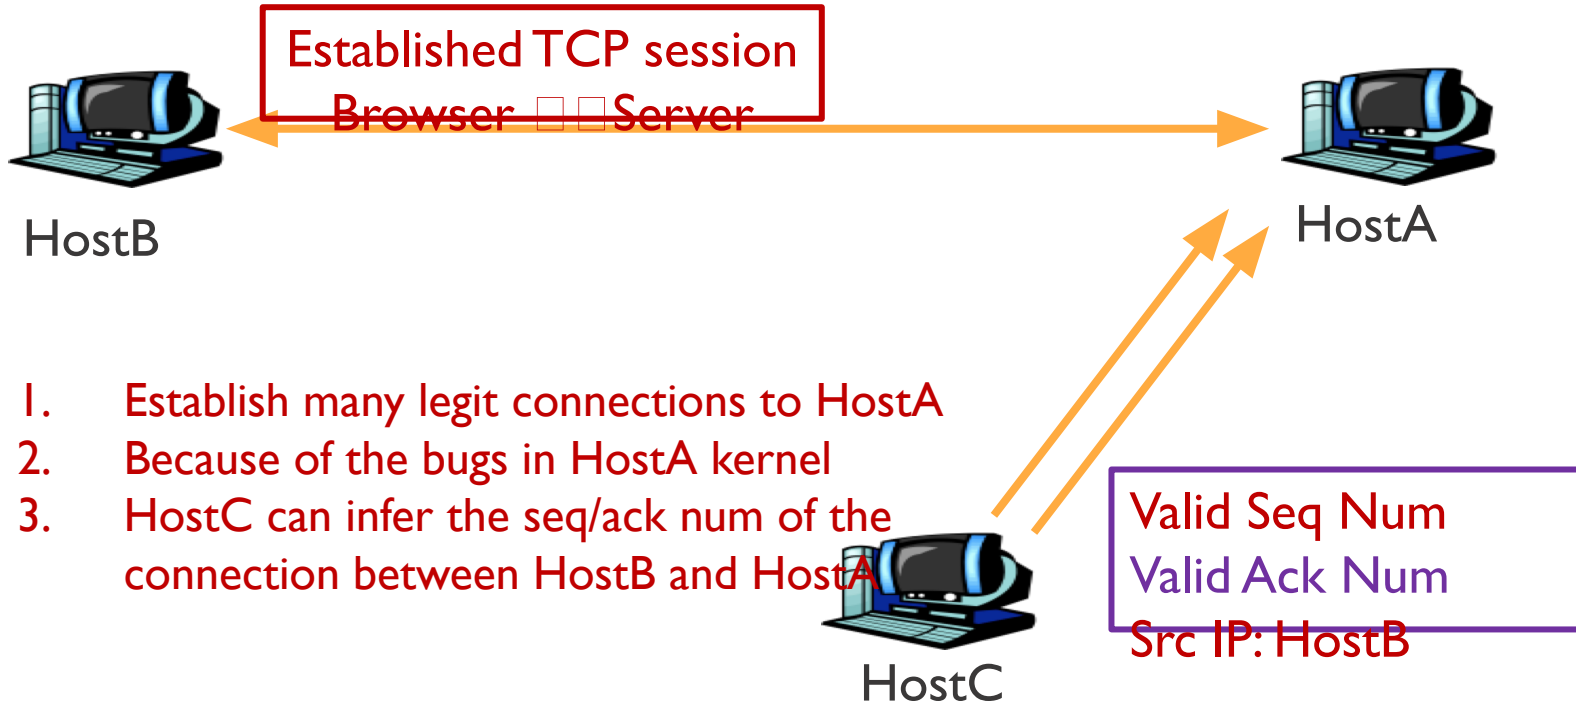 Established TCP session
Browser □ □Server
HostB
HostA
1. Establish many legit connections to HostA
2. Because of the bugs in HostA kernel
3. HostC can infer the seq/ack num of the
connection between HostB and HostA
Valid Seq Num
Valid Ack Num
Src IP: HostB
HostC